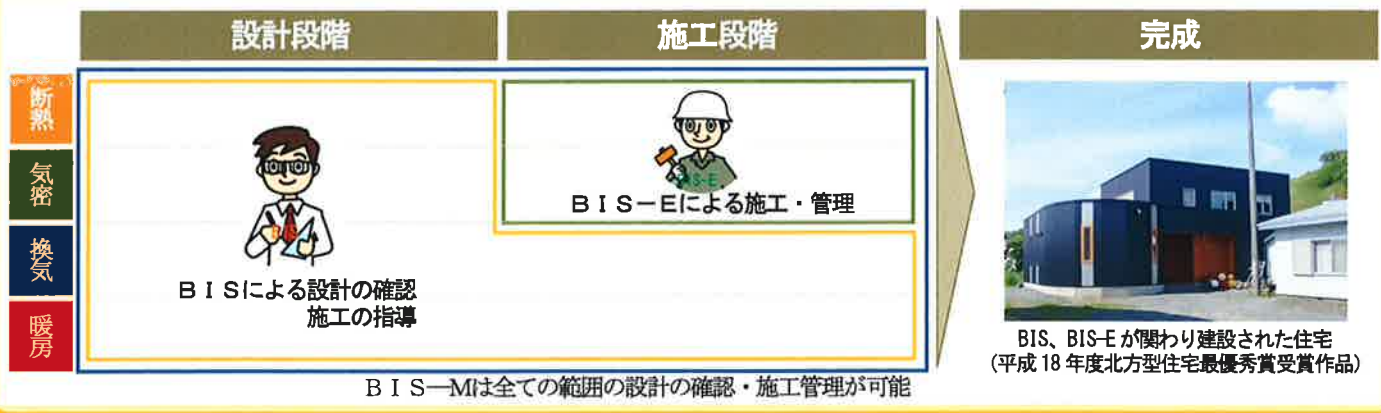 設計段階
施工段階
完成
断熱
気密
換気
暖房
BIS-E
BIS-Eによる施工・管理
BISによる設計の確認
施工の指導
BIS、BIS-Eが関わり建設された住宅
(平成18年度北方型住宅最優秀賞受賞作品)
BIS―Mは全ての範囲の設計の確認・施工管理が可能